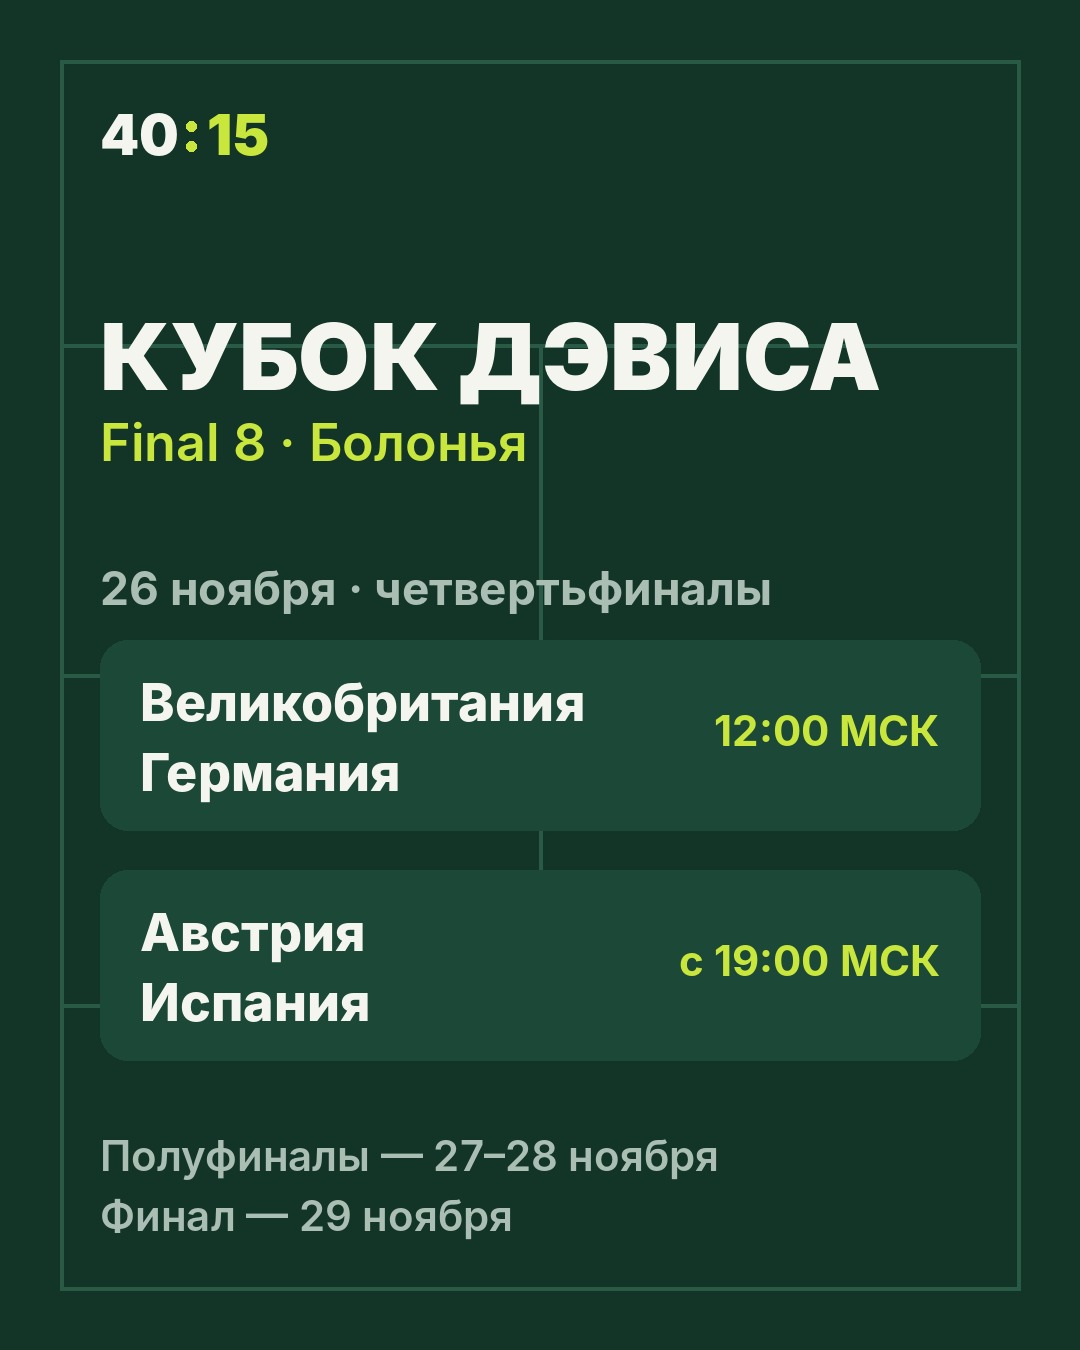 40:15
КУБОК ДЭВИСА
Final 8 · Болонья
26 ноября · четвертьфиналы
Великобритания
Германия
12:00 МСК
Австрия
Испания
с 19:00 МСК
Полуфиналы — 27–28 ноября
Финал — 29 ноября